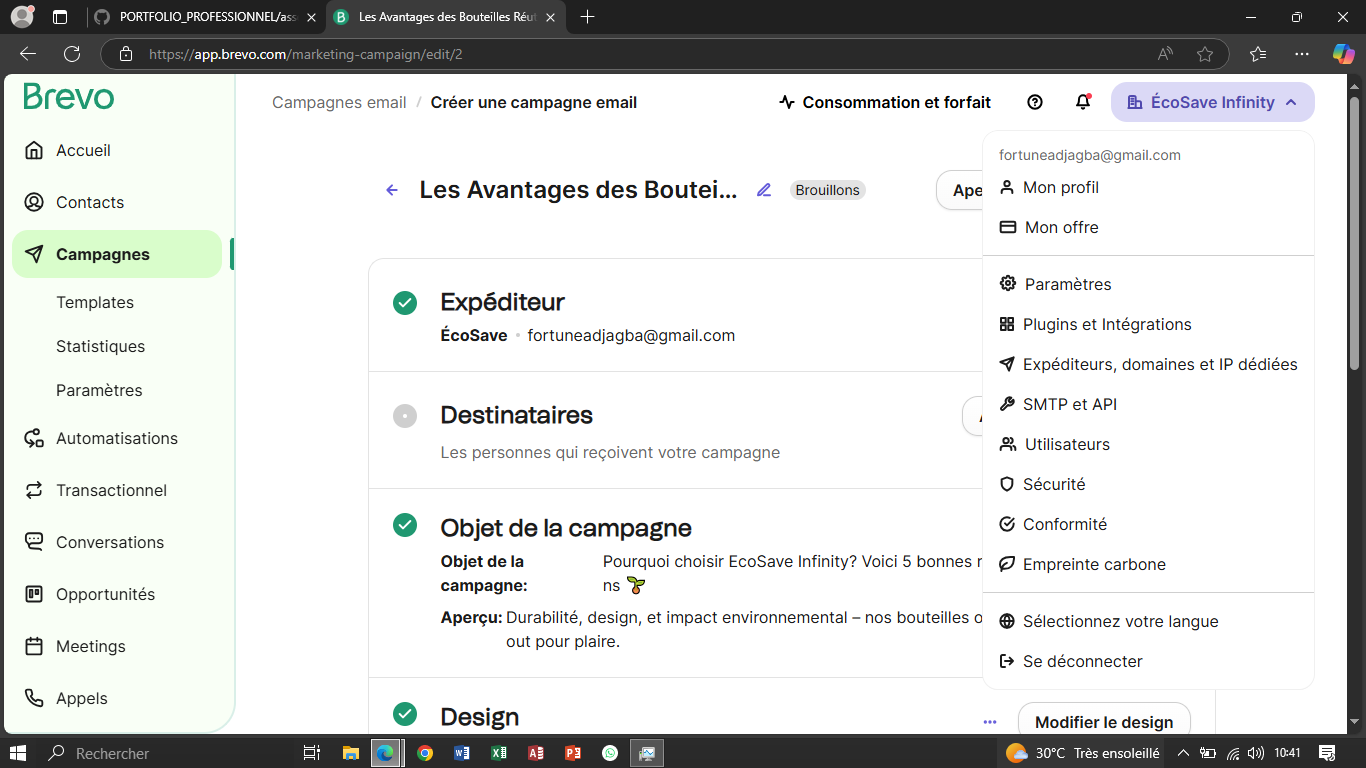 PORTFOLIO_PROFESSIONNEL/ass
Les Avantages des Bouteilles Réut
https://app.brevo.com/marketing-campaign/edit/2
Brevo
Campagnes email / Créer une campagne email
Consommation et forfait
ÉcoSave Infinity
Accueil
Contacts
Campagnes
Templates
Statistiques
Paramètres
Automatisations
Transactionnel
Conversations
Opportunités
Meetings
Appels
Les Avantages des Boutei...
Brouillons
Ape
Expéditeur
ÉcoSave • fortuneadjagba@gmail.com
Destinataires
Les personnes qui reçoivent votre campagne
Objet de la campagne
Objet de la
campagne:
Pourquoi choisir EcoSave Infinity? Voici 5 bonnes r
ns
Aperçu: Durabilité, design, et impact environnemental – nos bouteilles o
out pour plaire.
Design
Modifier le design
fortuneadjagba@gmail.com
Mon profil
Mon offre
Paramètres
Plugins et Intégrations
Expéditeurs, domaines et IP dédiées
SMTP et API
Utilisateurs
Sécurité
Conformité
Empreinte carbone
Sélectionnez votre langue
Se déconnecter
Rechercher
30°C Très ensoleillé
10:41